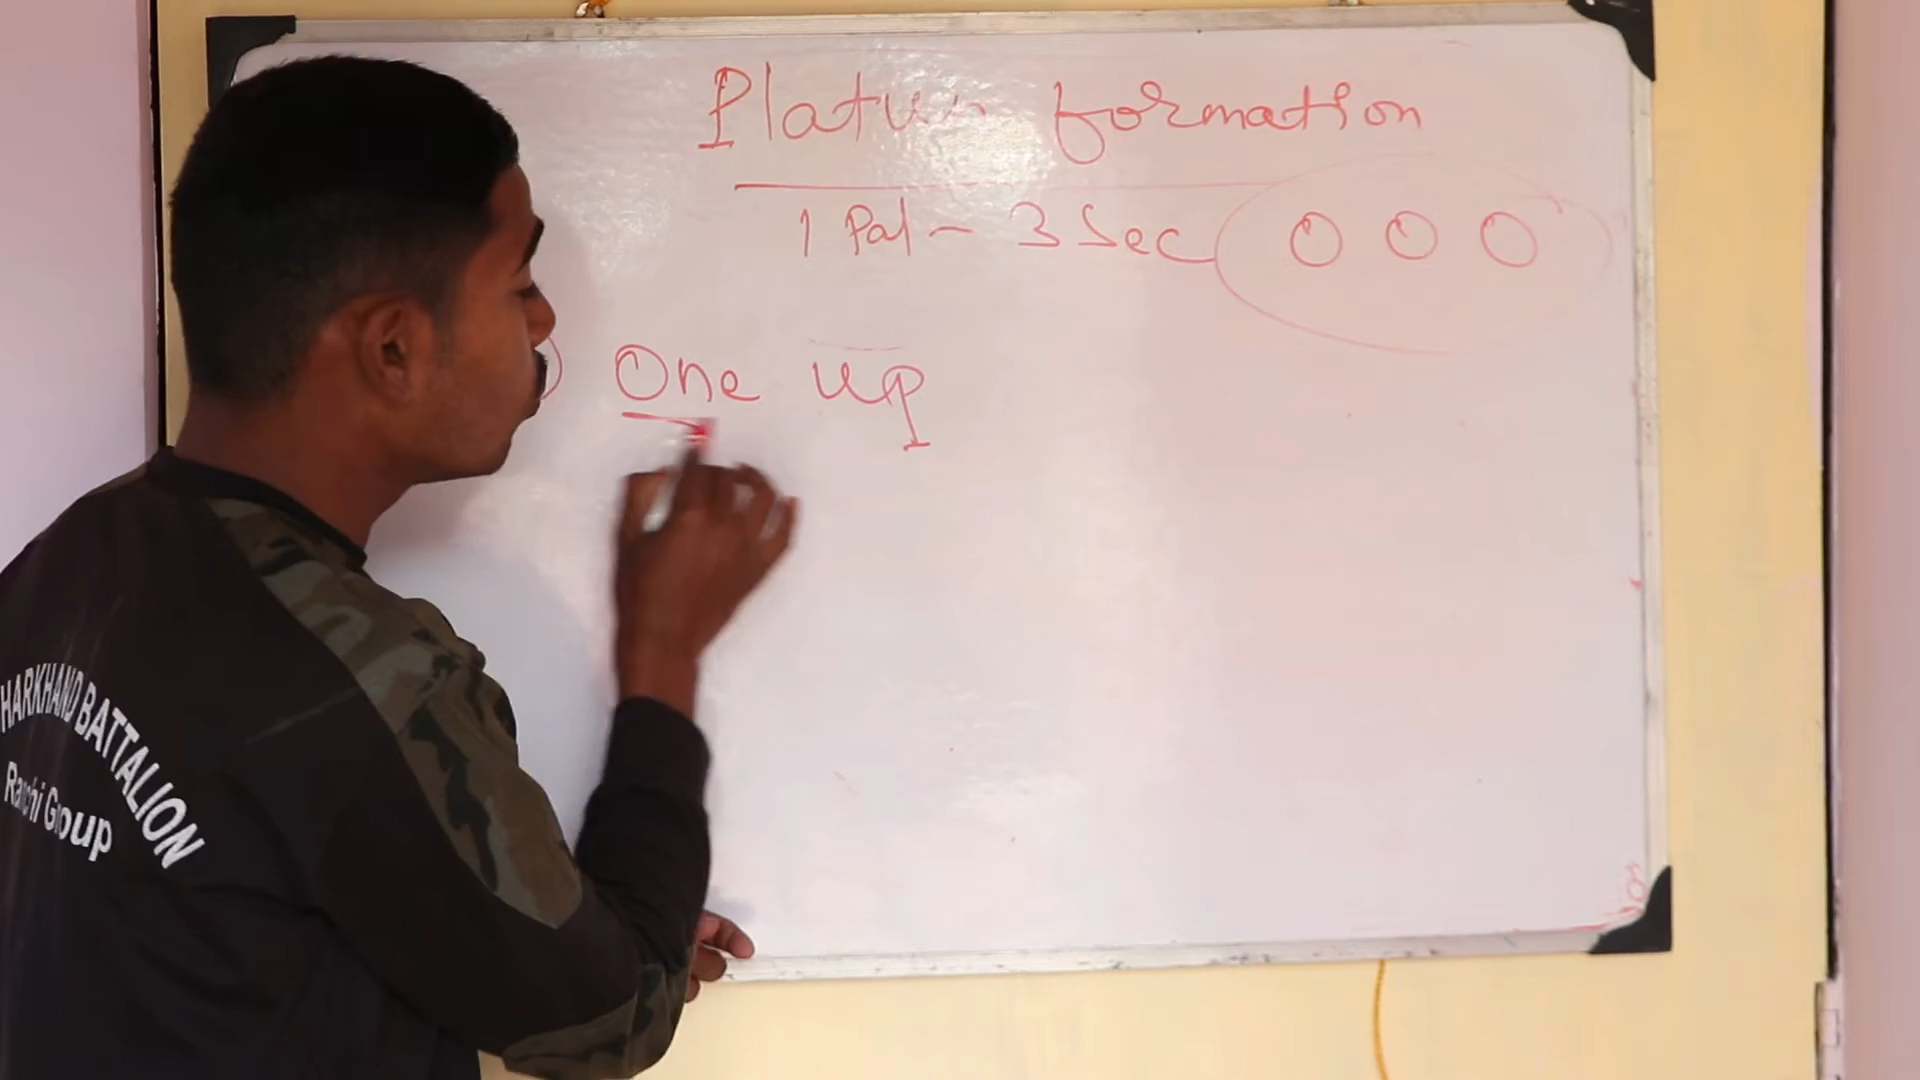 Platun formation
1 Pal - 3 Sec
) One up
HARKHAND BATTALION
Ranchi Group